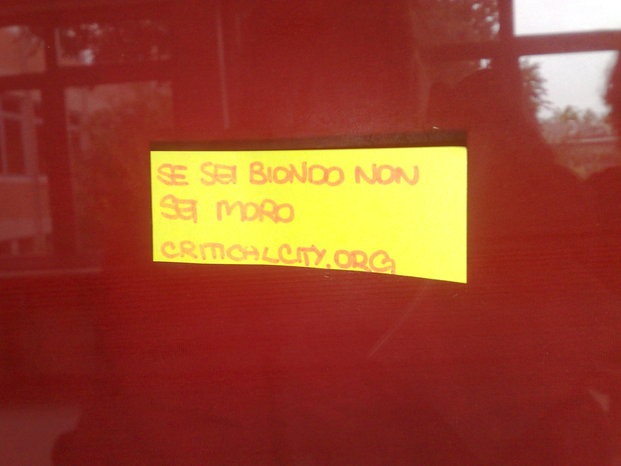 SE SEI BIONDO NON
SEI MORO
CRITICALCITY.ORG